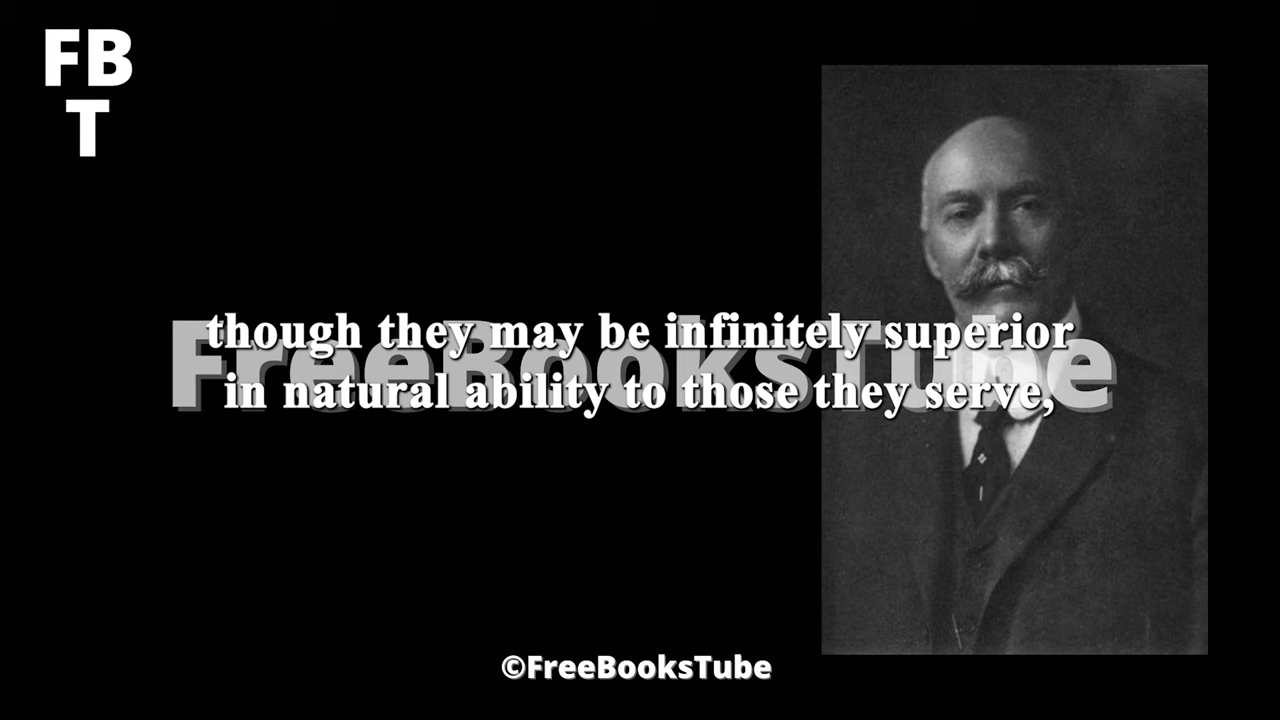 FB
T
FreeBooksTube
though they may be infinitely superior
in natural ability to those they serve,
©FreeBooksTube